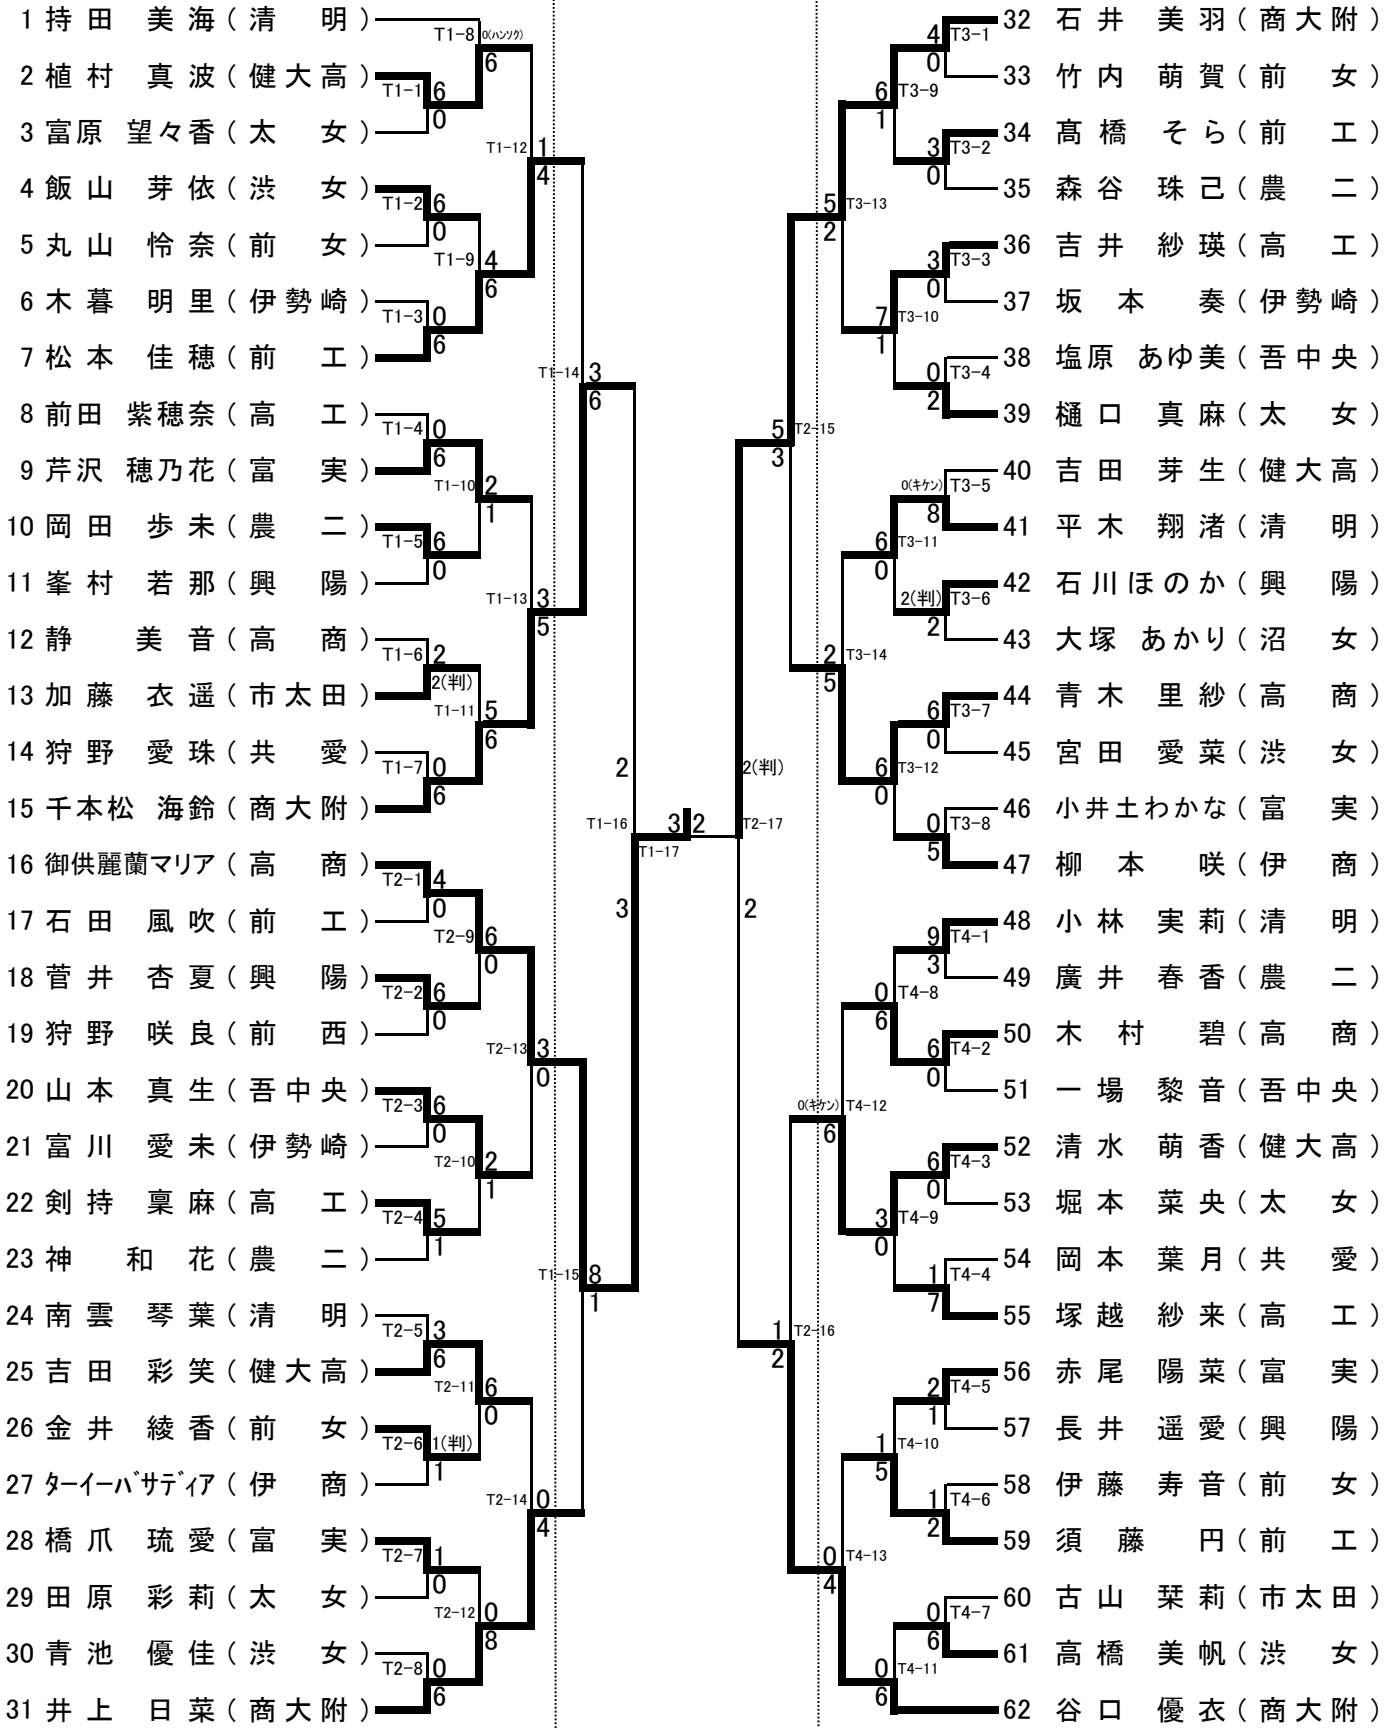 1 持田 美海 ( 清 明 )
2 植村 真波 ( 健大高 )
3 富原 望々香 ( 太 女 )
4 飯山 芽依 ( 渋 女 )
5 丸山 怜奈 ( 前 女 )
6 木暮 明里 ( 伊勢崎 )
7 松本 佳穂 ( 前 工 )
8 前田 紫穂奈 ( 高 工 )
9 芹沢 穂乃花 ( 富 実 )
10 岡田 歩未 ( 農 二 )
11 峯村 若那 ( 興 陽 )
12 静 美音 ( 高 商 )
13 加藤 衣遥 ( 市太田 )
14 狩野 愛珠 ( 共 愛 )
15 千本松 海鈴 ( 商大附 )
16 御供麗蘭マリア ( 高 商 )
17 石田 風吹 ( 前 工 )
18 菅井 杏夏 ( 興 陽 )
19 狩野 咲良 ( 前 西 )
20 山本 真生 ( 吾中央 )
21 富川 愛未 ( 伊勢崎 )
22 剣持 稟麻 ( 高 工 )
23 神 和花 ( 農 二 )
24 南雲 琴葉 ( 清 明 )
25 吉田 彩笑 ( 健大高 )
26 金井 綾香 ( 前 女 )
27 ターイーバサディア ( 伊 商 )
28 橋爪 琉愛 ( 富 実 )
29 田原 彩莉 ( 太 女 )
30 青池 優佳 ( 渋 女 )
31 井上 日菜 ( 商大附 )
T1-8 0(ハンソク) 6
T1-1 6 0
T1-12 1 4
T1-2 6 0
T1-9 4 6
T1-3 0 6
T1-14 3 6
T1-4 0 6
T1-10 2 1
T1-5 6 0
T1-13 3 5
T1-6 2 2(判)
T1-11 5 6
T1-7 0 6
2
T1-16
3
T1-17 3 2
T2-1 4 0
T2-9 6 0
T2-2 6 0
T2-13 3 0
T2-3 6 0
T2-10 2 1
T2-4 5 1
T1-15 8 1
T2-5 3 6
T2-11 6 0
T2-6 1(判) 1
T2-14 0 4
T2-7 1 0
T2-12 0 8
T2-8 0 6
32 石井 美羽 ( 商大附 )
33 竹内 萌賀 ( 前 女 )
34 髙橋 そら ( 前 工 )
35 森谷 珠己 ( 農 二 )
36 吉井 紗瑛 ( 高 工 )
37 坂本 奏 ( 伊勢崎 )
38 塩原 あゆ美 ( 吾中央 )
39 樋口 真麻 ( 太 女 )
40 吉田 芽生 ( 健大高 )
41 平木 翔渚 ( 清 明 )
42 石川ほのか ( 興 陽 )
43 大塚 あかり ( 沼 女 )
44 青木 里紗 ( 高 商 )
45 宮田 愛菜 ( 渋 女 )
46 小井土わかな ( 富 実 )
47 柳本 咲 ( 伊 商 )
48 小林 実莉 ( 清 明 )
49 廣井 春香 ( 農 二 )
50 木村 碧 ( 高 商 )
51 一場 黎音 ( 吾中央 )
52 清水 萌香 ( 健大高 )
53 堀本 菜央 ( 太 女 )
54 岡本 葉月 ( 共 愛 )
55 塚越 紗来 ( 高 工 )
56 赤尾 陽菜 ( 富 実 )
57 長井 遥愛 ( 興 陽 )
58 伊藤 寿音 ( 前 女 )
59 須藤 円 ( 前 工 )
60 古山 栞莉 ( 市太田 )
61 高橋 美帆 ( 渋 女 )
62 谷口 優衣 ( 商大附 )
4 T3-1 0
6 T3-9 1
3 T3-2 0
5 T3-13 2
3 T3-3 0
7 T3-10 1
0 T3-4 2
5 T2-15 3
0(キケン) T3-5 8
6 T3-11 0
2(判) T3-6 2
2 T3-14 5
6 T3-7 0
6 T3-12 0
0 T3-8 5
2(判)
T2-17
2
9 T4-1 3
0 T4-8 6
6 T4-2 0
0(キケン) T4-12 6
6 T4-3 0
3 T4-9 0
1 T4-4 7
1 T2-16 2
2 T4-5 1
1 T4-10 5
1 T4-6 2
0 T4-13 4
0 T4-7 6
0 T4-11 6